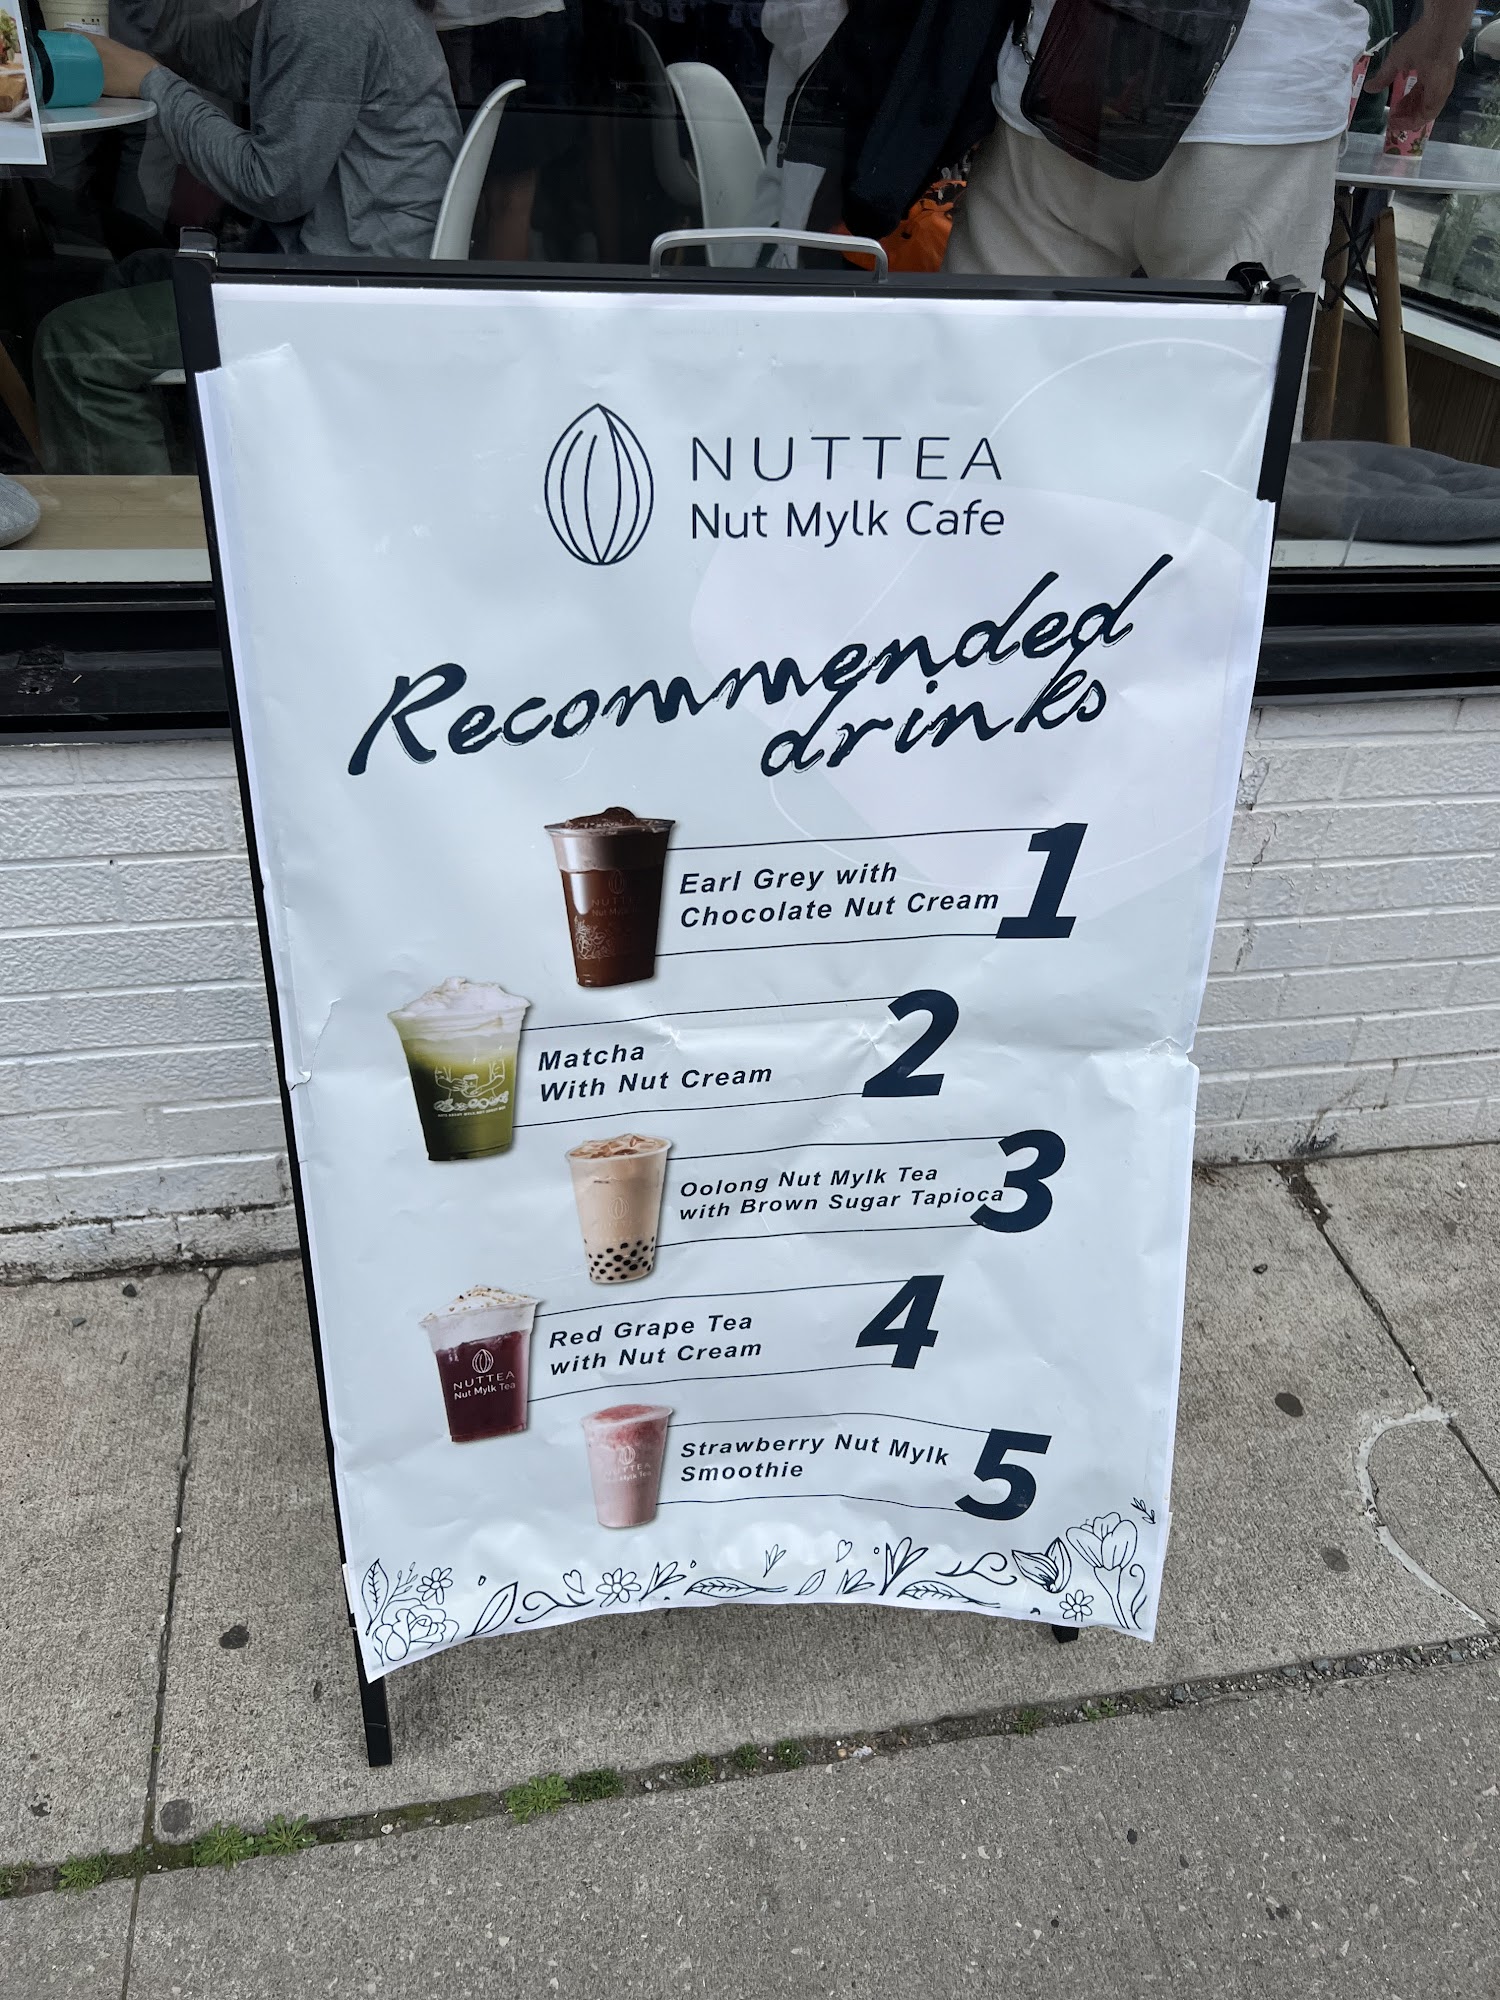 NUTTEA
Nut Mylk Cafe
Recommended
drinks
Earl Grey with
Chocolate Nut Cream
1
Matcha
With Nut Cream
2
Oolong Nut Mylk Tea
with Brown Sugar Tapioca
3
NUTTEA
Nut Mylk Tea
Red Grape Tea
with Nut Cream
4
Strawberry Nut Mylk
Smoothie
5